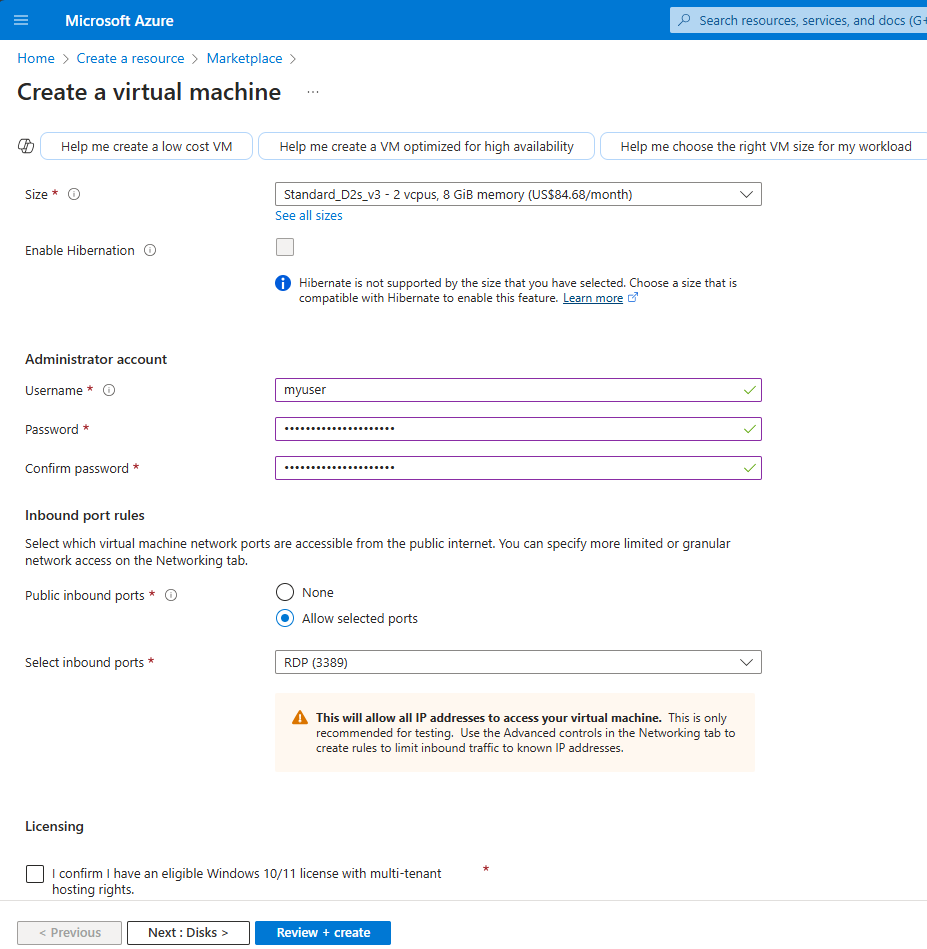 Microsoft Azure
Search resources, services, and docs (G+
Home > Create a resource > Marketplace >
Create a virtual machine ...
Help me create a low cost VM
Help me create a VM optimized for high availability
Help me choose the right VM size for my workload
Size *
Standard_D2s_v3 - 2 vcpus, 8 GiB memory (US$84.68/month)
See all sizes
Enable Hibernation
Hibernate is not supported by the size that you have selected. Choose a size that is
compatible with Hibernate to enable this feature. Learn more
Administrator account
Username *
myuser
Password *
•••••••••••••••••••••
Confirm password *
•••••••••••••••••••••
Inbound port rules
Select which virtual machine network ports are accessible from the public internet. You can specify more limited or granular
network access on the Networking tab.
Public inbound ports *
None
Allow selected ports
Select inbound ports *
RDP (3389)
This will allow all IP addresses to access your virtual machine. This is only
recommended for testing. Use the Advanced controls in the Networking tab to
create rules to limit inbound traffic to known IP addresses.
Licensing
I confirm I have an eligible Windows 10/11 license with multi-tenant *
hosting rights.
< Previous
Next : Disks >
Review + create